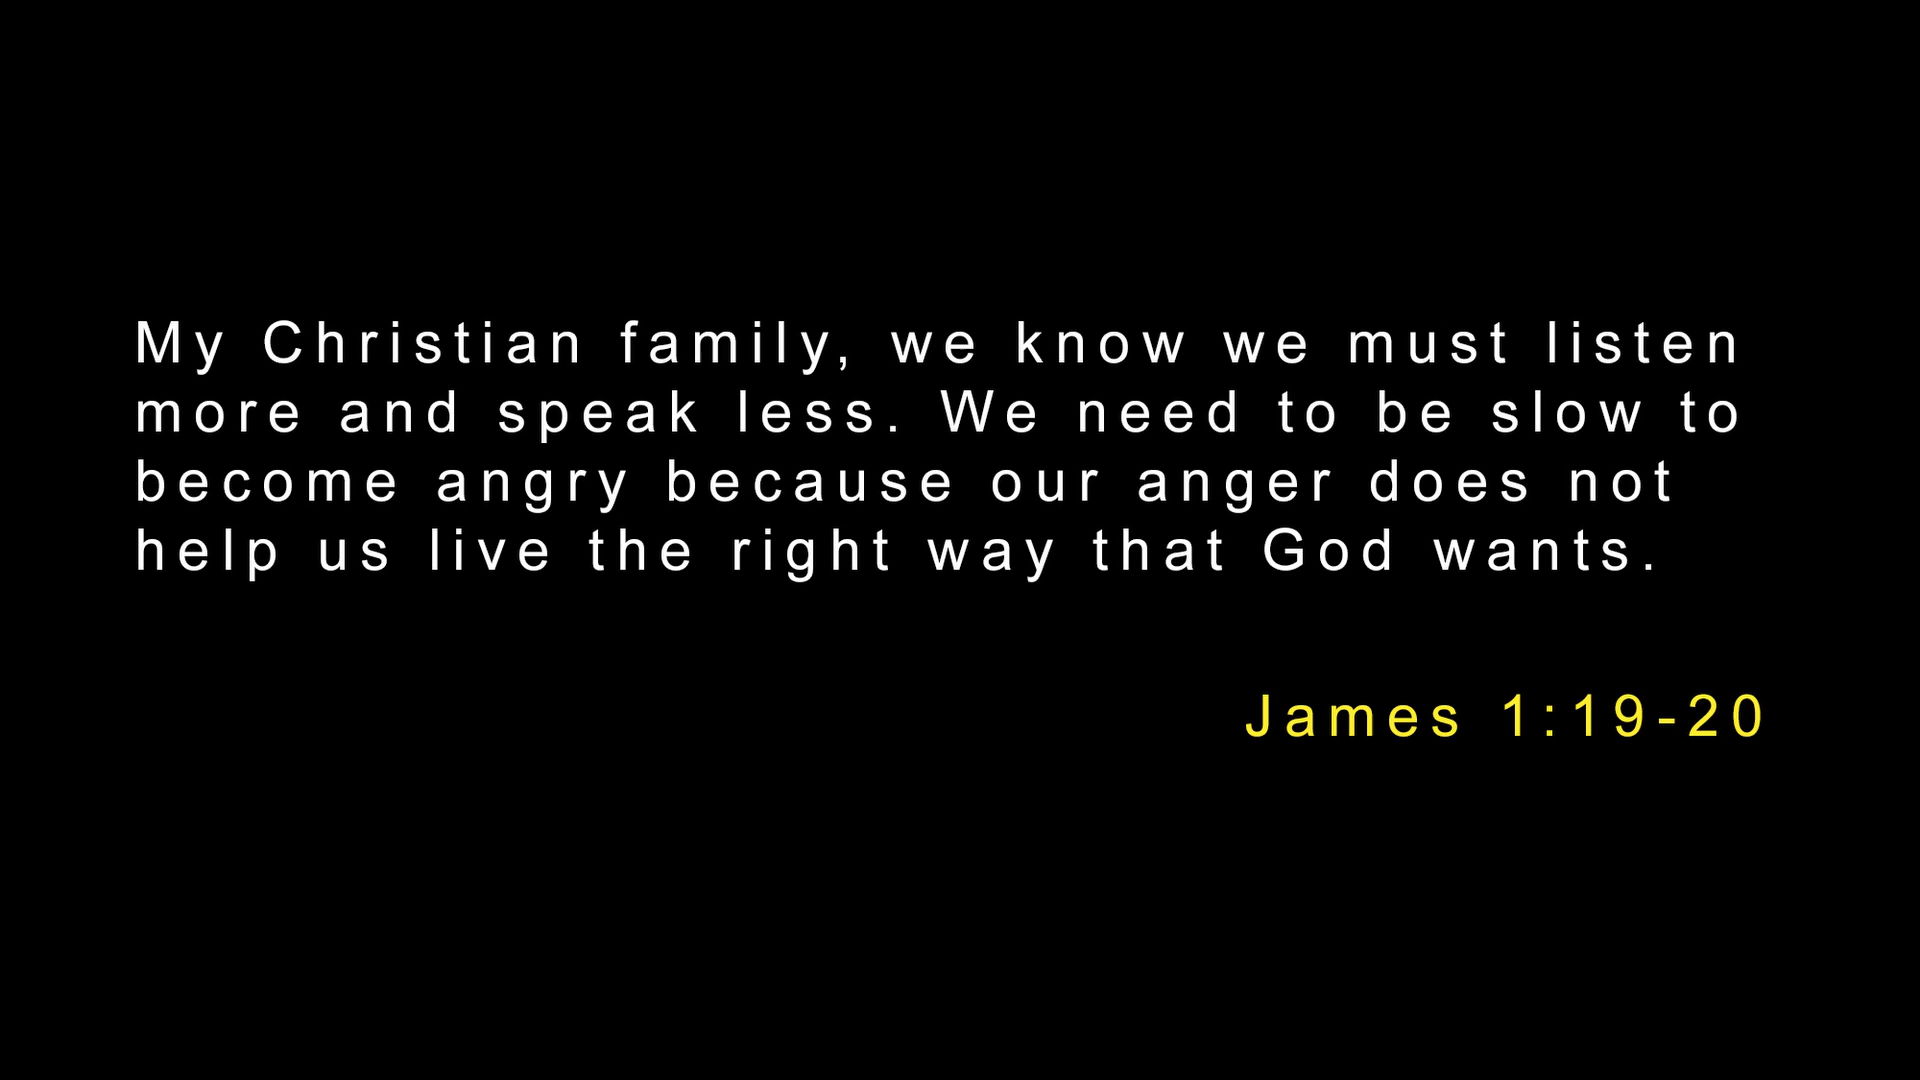 My Christian family, we know we must listen
more and speak less. We need to be slow to
become angry because our anger does not
help us live the right way that God wants.
James 1:19-20